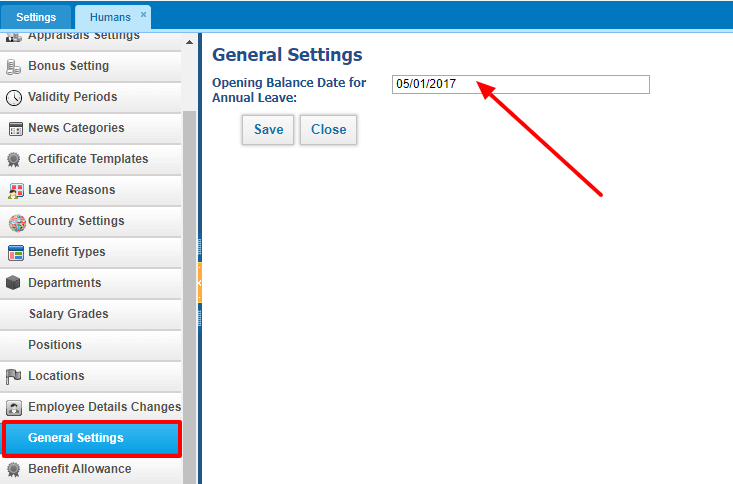 Settings
Humans ×
Appraisals Settings
Bonus Setting
Validity Periods
News Categories
Certificate Templates
Leave Reasons
Country Settings
Benefit Types
Departments
Salary Grades
Positions
Locations
Employee Details Changes
General Settings
Benefit Allowance
General Settings
Opening Balance Date for
Annual Leave:
05/01/2017
Save
Close